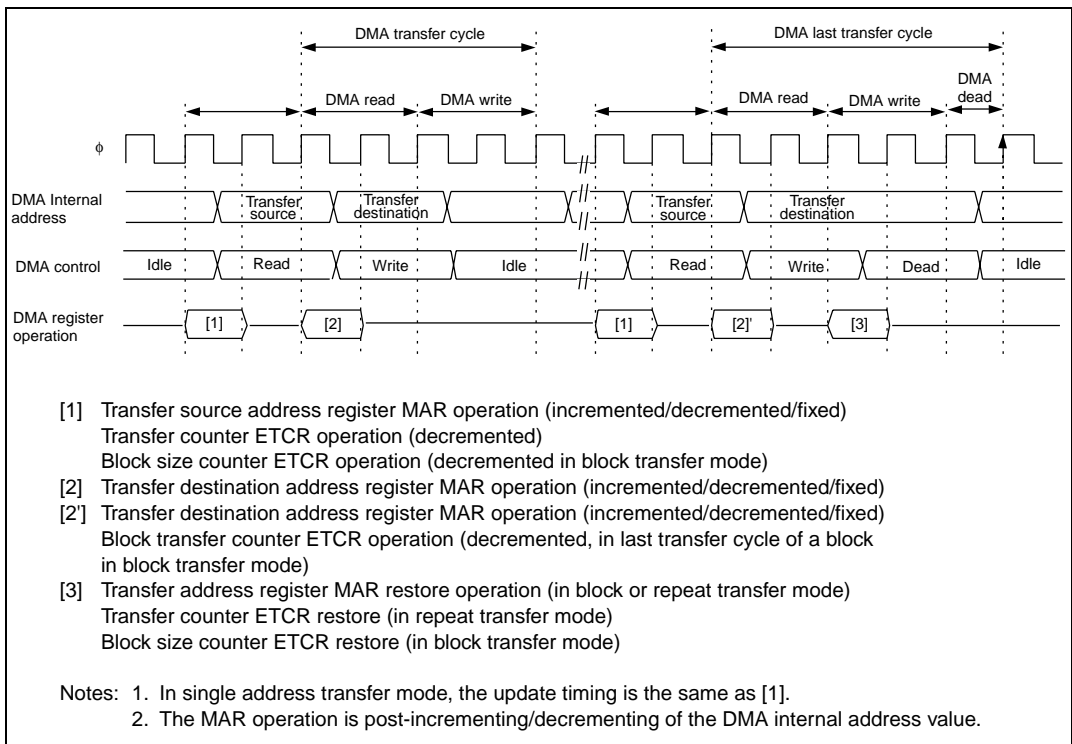 DMA transfer cycle
DMA last transfer cycle
DMA read
DMA write
DMA read
DMA write
DMA
dead
ϕ
DMA Internal
address
Transfer
source
Transfer
destination
Transfer
source
Transfer
destination
DMA control
Idle
Read
Write
Idle
Read
Write
Dead
Idle
DMA register
operation
[1]
[2]
[1]
[2]'
[3]
[1] Transfer source address register MAR operation (incremented/decremented/fixed)
Transfer counter ETCR operation (decremented)
Block size counter ETCR operation (decremented in block transfer mode)
[2] Transfer destination address register MAR operation (incremented/decremented/fixed)
[2'] Transfer destination address register MAR operation (incremented/decremented/fixed)
Block transfer counter ETCR operation (decremented, in last transfer cycle of a block
in block transfer mode)
[3] Transfer address register MAR restore operation (in block or repeat transfer mode)
Transfer counter ETCR restore (in repeat transfer mode)
Block size counter ETCR restore (in block transfer mode)
Notes: 1. In single address transfer mode, the update timing is the same as [1].
2. The MAR operation is post-incrementing/decrementing of the DMA internal address value.